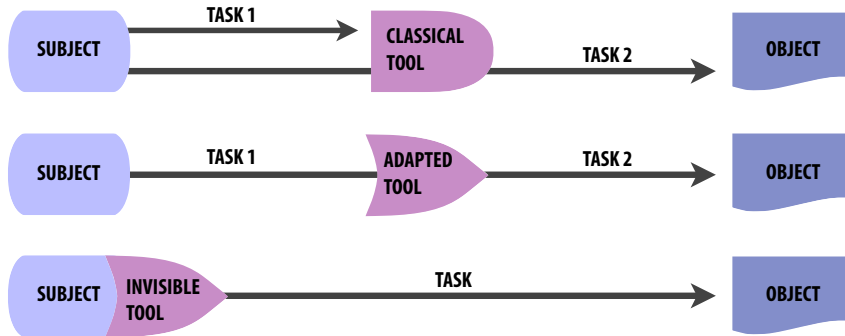 TASK 1
SUBJECT
CLASSICAL
TOOL
TASK 2
OBJECT
SUBJECT
TASK 1
ADAPTED
TOOL
TASK 2
OBJECT
SUBJECT
INVISIBLE
TOOL
TASK
OBJECT